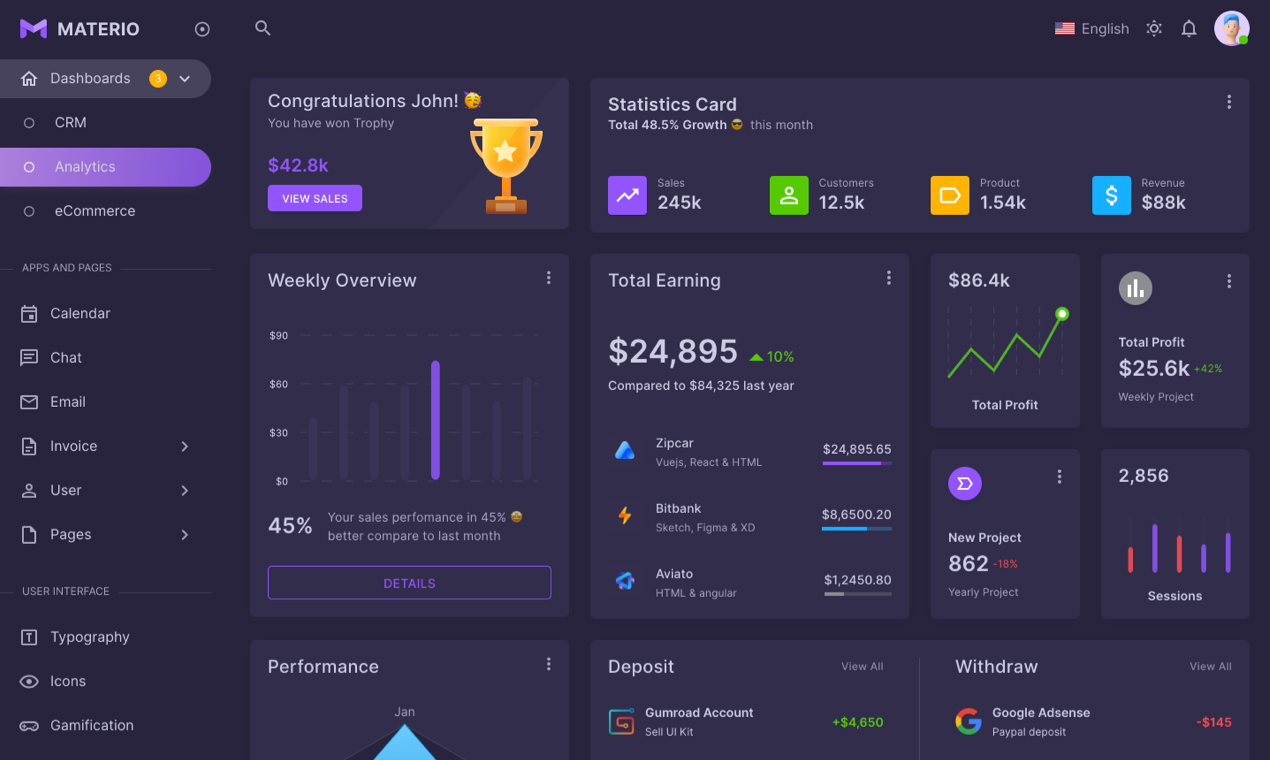 MATERIO
English
Dashboards 3
CRM
Analytics
eCommerce
APPS AND PAGES
Calendar
Chat
Email
Invoice
User
Pages
USER INTERFACE
Typography
Icons
Gamification
Congratulations John! 🥳
You have won Trophy
$42.8k
VIEW SALES
Statistics Card
Total 48.5% Growth 😎 this month
Sales
245k
Customers
12.5k
Product
1.54k
Revenue
$88k
Weekly Overview
$90
$60
$30
$0
45%
Your sales perfomance in 45% 🤩
better compare to last month
DETAILS
Total Earning
$24,895
10%
Compared to $84,325 last year
Zipcar
Vuejs, React & HTML
$24,895.65
Bitbank
Sketch, Figma & XD
$8,6500.20
Aviato
HTML & angular
$1,2450.80
$86.4k
Total Profit
Total Profit
$25.6k +42%
Weekly Project
New Project
862 -18%
Yearly Project
2,856
Sessions
Performance
Jan
Deposit
View All
Gumroad Account
Sell UI Kit
+$4,650
Withdraw
View All
Google Adsense
Paypal deposit
-$145